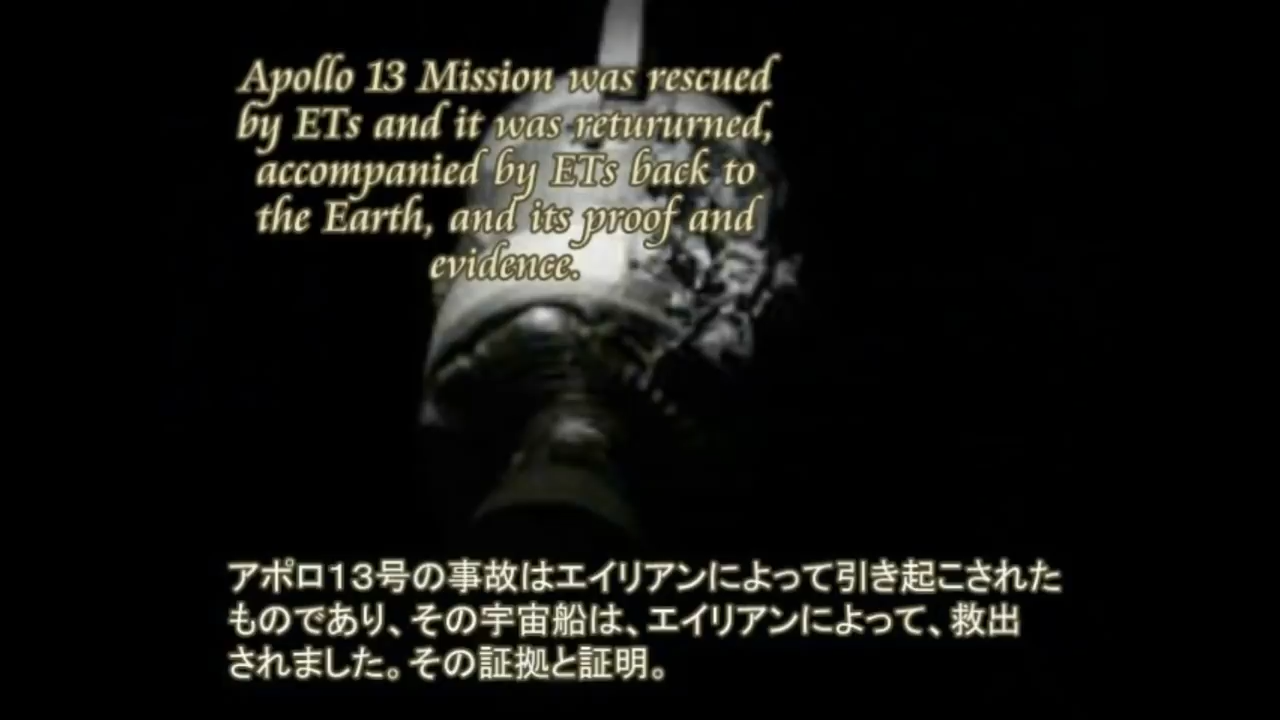 Apollo 13 Mission was rescued
by ETs and it was retururned,
accompanied by ETs back to
the Earth, and its proof and
evidence.
アポロ１３号の事故はエイリアンによって引き起こされた
ものであり、その宇宙船は、エイリアンによって、救出
されました。その証拠と証明。